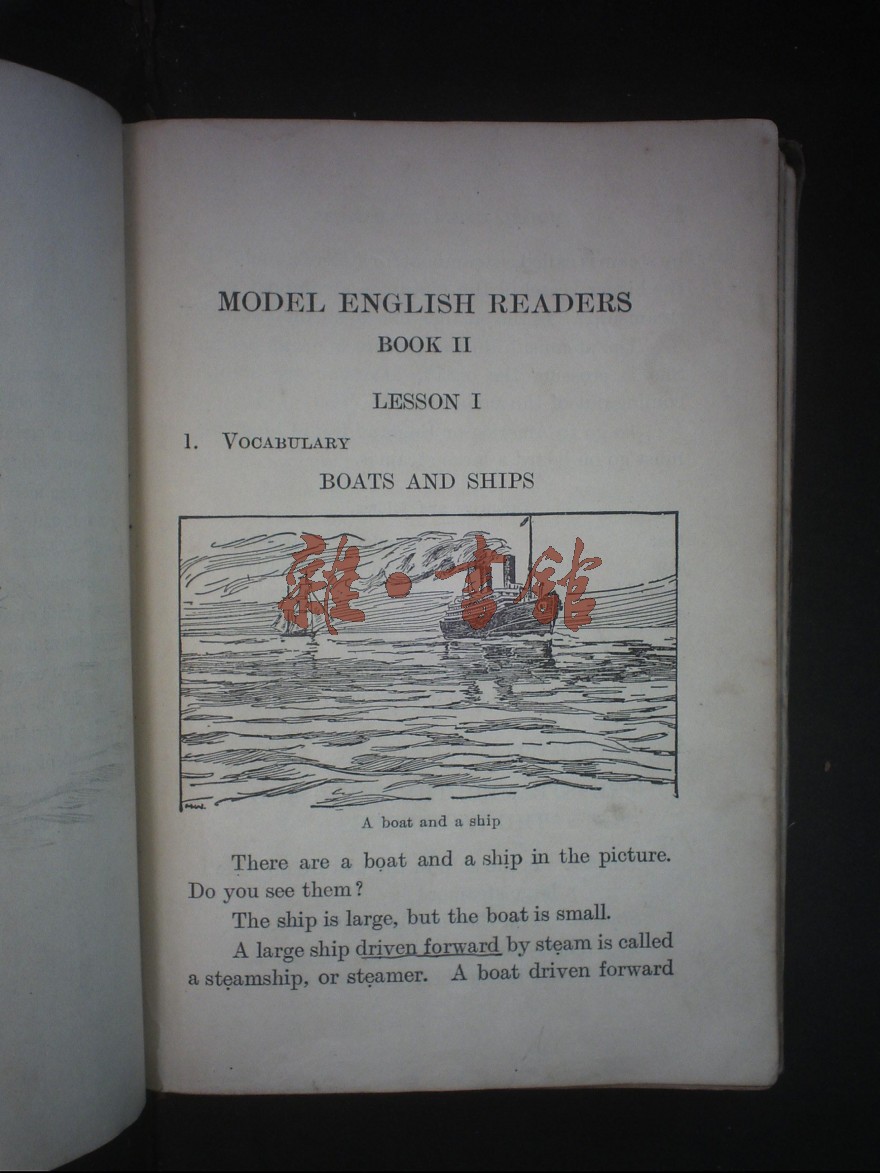 MODEL ENGLISH READERS
BOOK II
LESSON I
1. VOCABULARY
BOATS AND SHIPS
雜·書館
H.W.
A boat and a ship
There are a boat and a ship in the picture.
Do you see them?
The ship is large, but the boat is small.
A large ship driven forward by steam is called
a steamship, or steamer. A boat driven forward